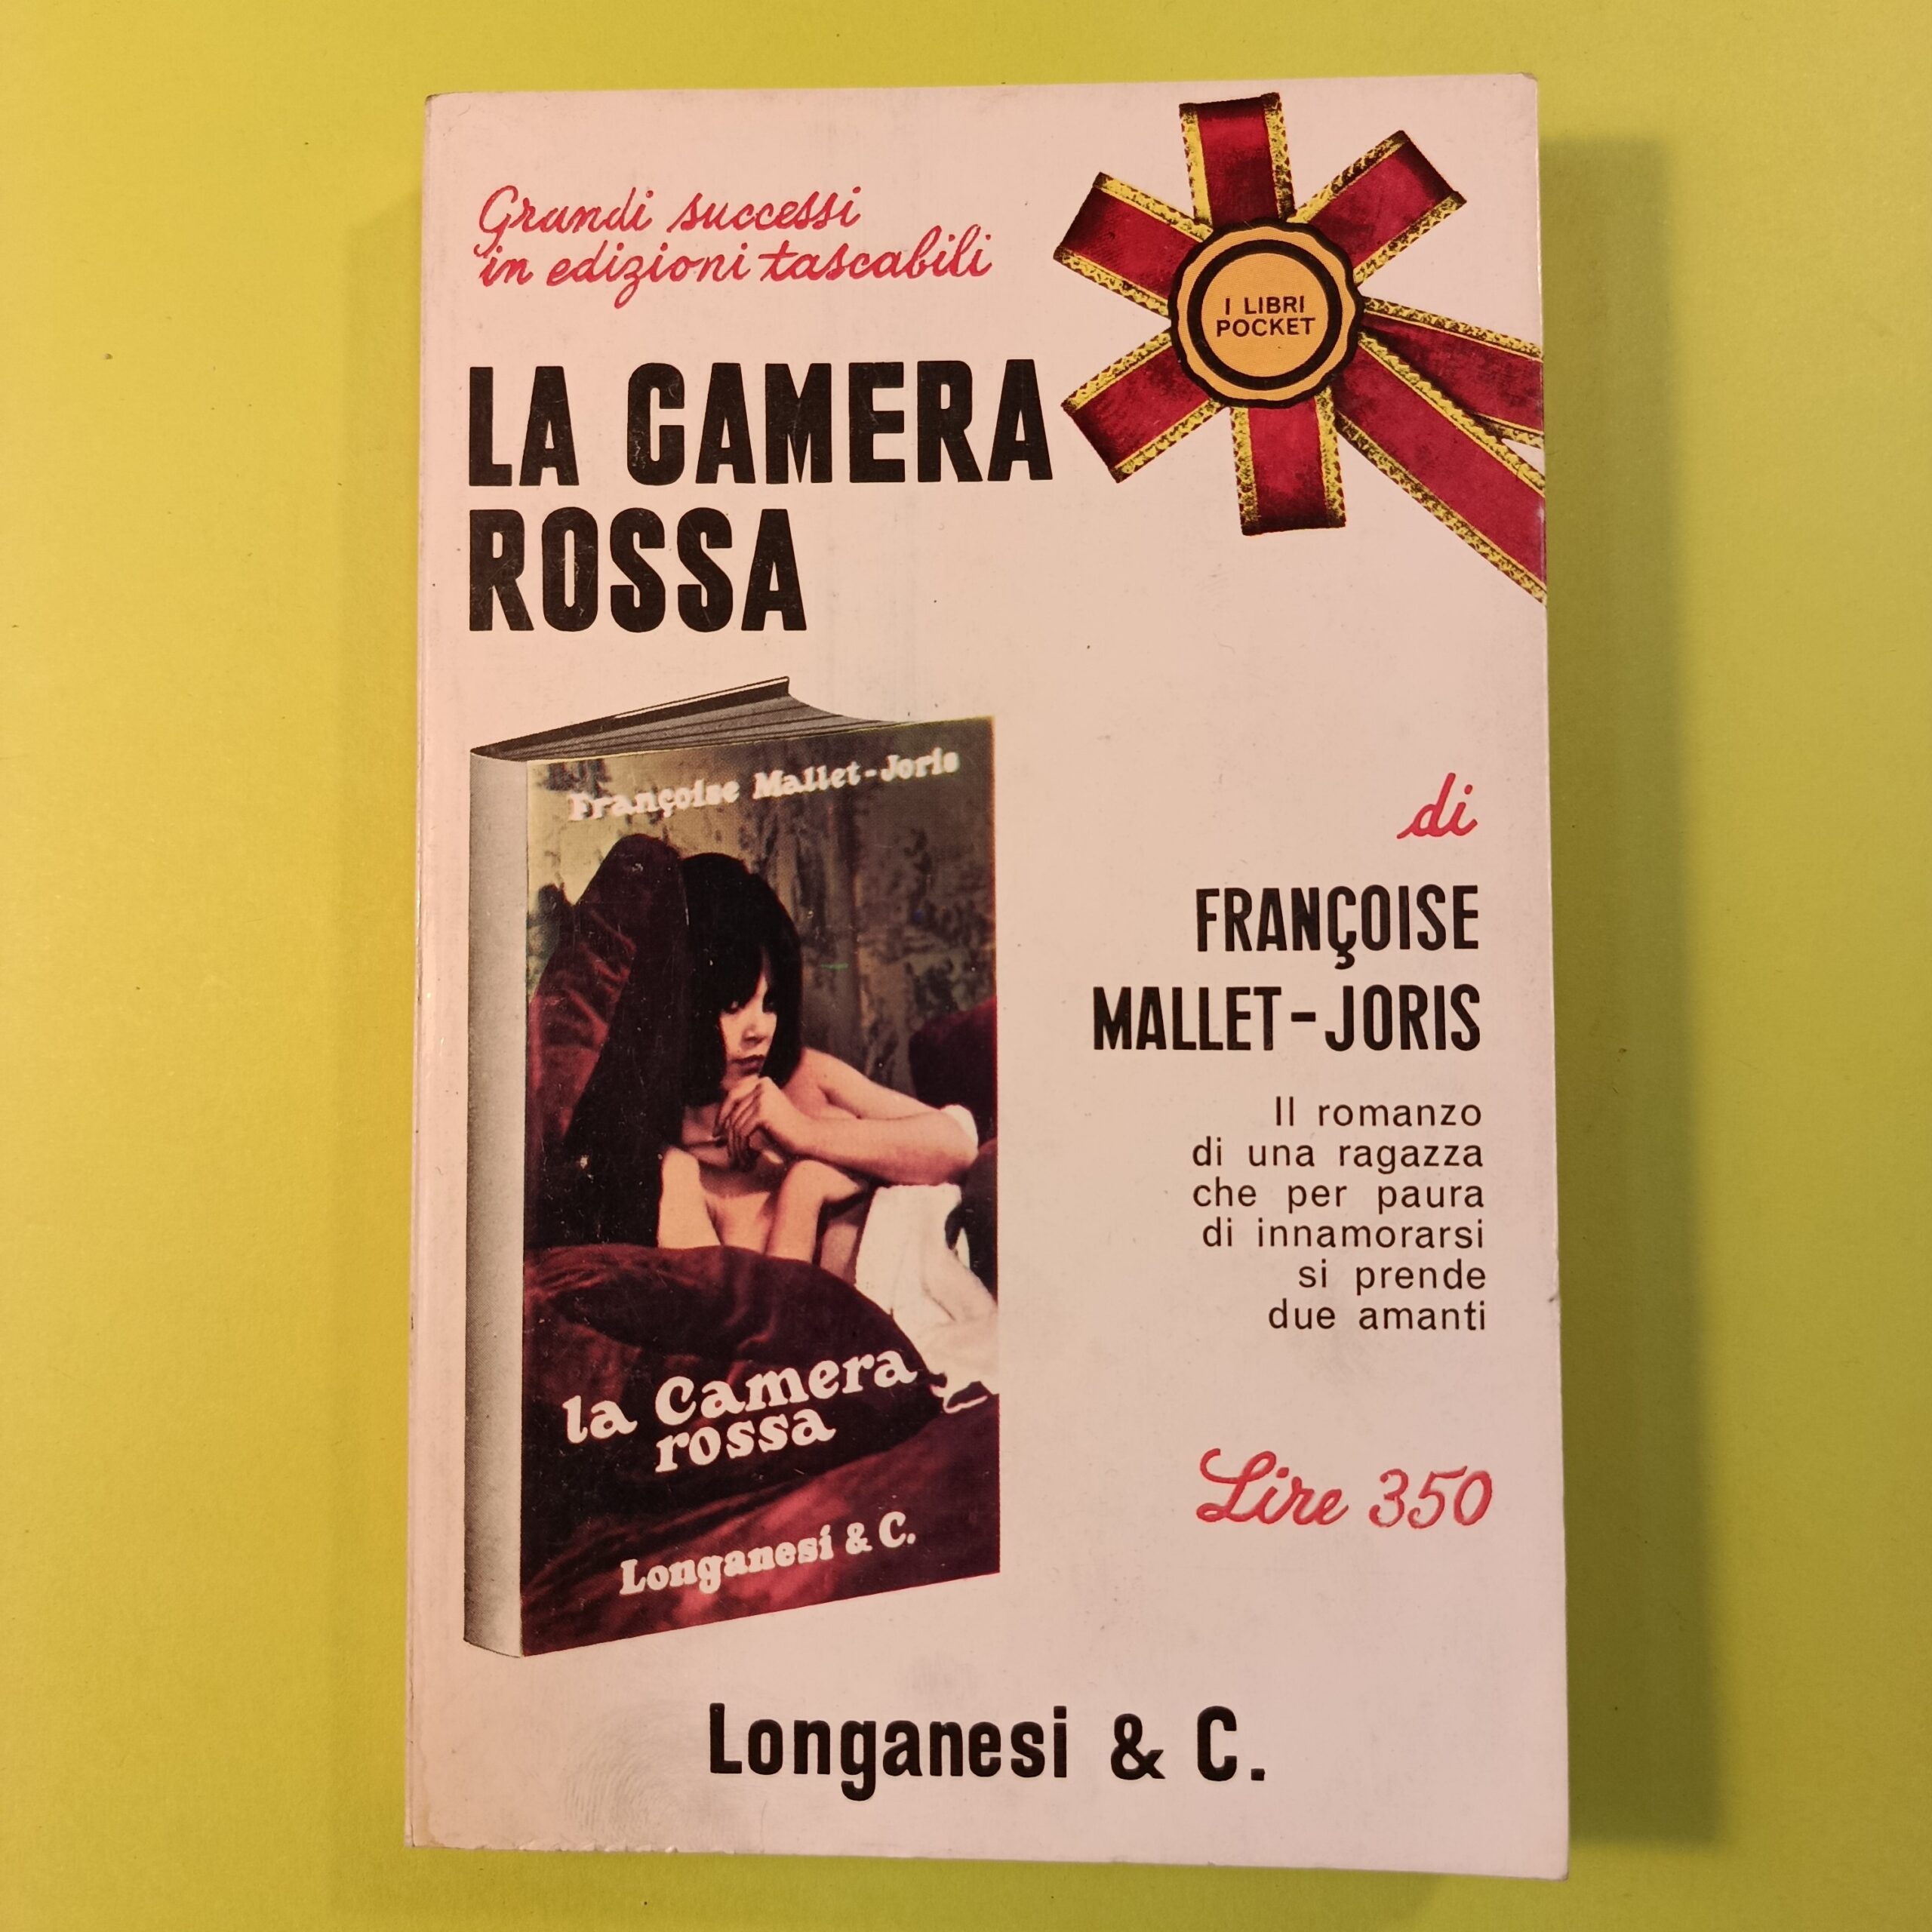 Grandi successi
in edizioni tascabili
I LIBRI
POCKET
LA CAMERA
ROSSA
Françoise Mallet-Joris
la Camera
rossa
Longanesi & C.
di
FRANÇOISE
MALLET-JORIS
Il romanzo
di una ragazza
che per paura
di innamorarsi
si prende
due amanti
Lire 350
Longanesi & C.